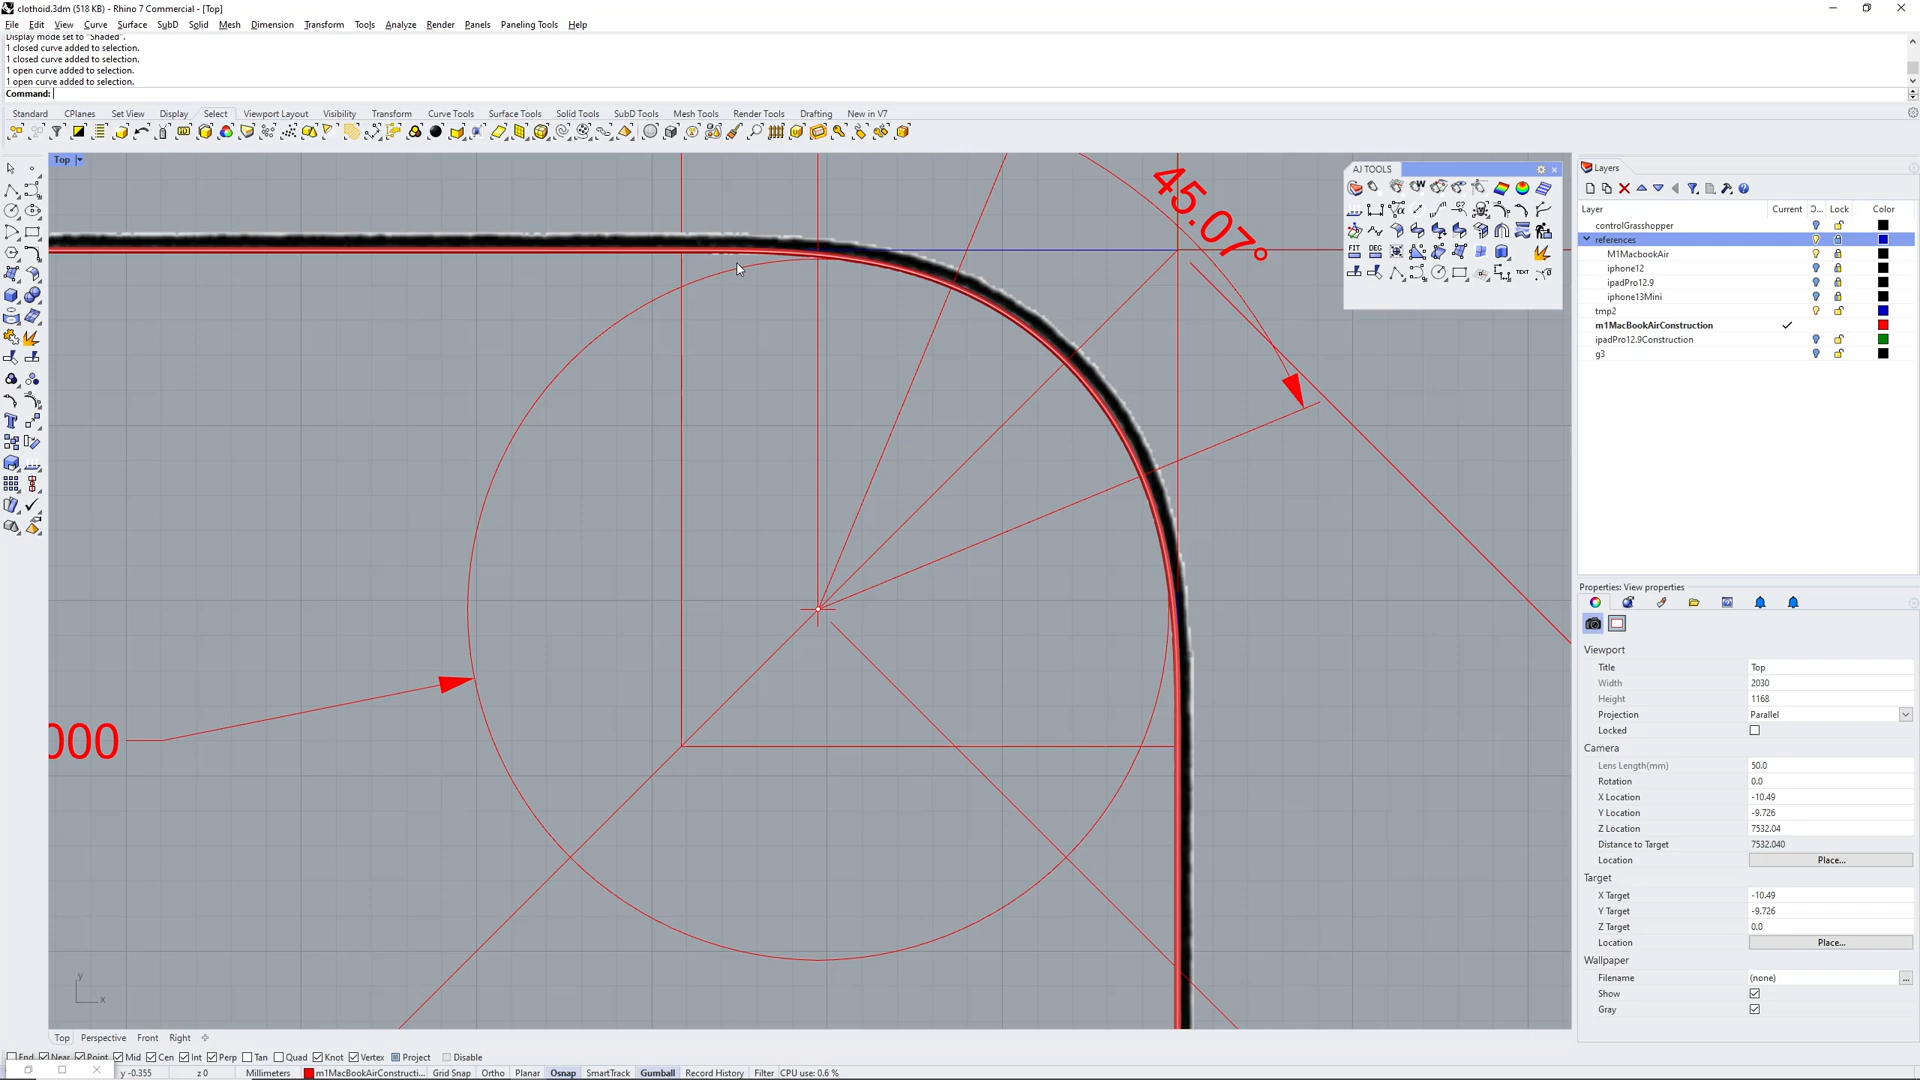 clothoid.3dm (518 KB) - Rhino 7 Commercial - [Top]
File Edit View Curve Surface SubD Solid Mesh Dimension Transform Tools Analyze Render Panels Paneling Tools Help
Display mode set to "Shaded".
1 closed curve added to selection.
1 closed curve added to selection.
1 open curve added to selection.
1 open curve added to selection.
Command:
Standard CPlanes Set View Display Select Viewport Layout Visibility Transform Curve Tools Surface Tools Solid Tools SubD Tools Mesh Tools Render Tools Drafting New in V7
Top
45.07°
000
y
x
AJ TOOLS
FIT DEG
TEXT
Layers
Layer Current O... Lock Color
controlGrasshopper
references
M1MacbookAir
iphone12
ipadPro12.9
iphone13Mini
tmp2
m1MacBookAirConstruction
ipadPro12.9Construction
g3
Properties: View properties
Viewport
Title Top
Width 2030
Height 1168
Projection Parallel
Locked
Camera
Lens Length(mm) 50.0
Rotation 0.0
X Location -10.49
Y Location -9.726
Z Location 7532.04
Distance to Target 7532.040
Location Place...
Target
X Target -10.49
Y Target -9.726
Z Target 0.0
Location Place...
Wallpaper
Filename (none) ...
Show
Gray
Top Perspective Front Right
End Near Point Mid Cen Int Perp Tan Quad Knot Vertex Project Disable
y -0.355 z 0 Millimeters m1MacBookAirConstructi... Grid Snap Ortho Planar Osnap SmartTrack Gumball Record History Filter CPU use: 0.6 %